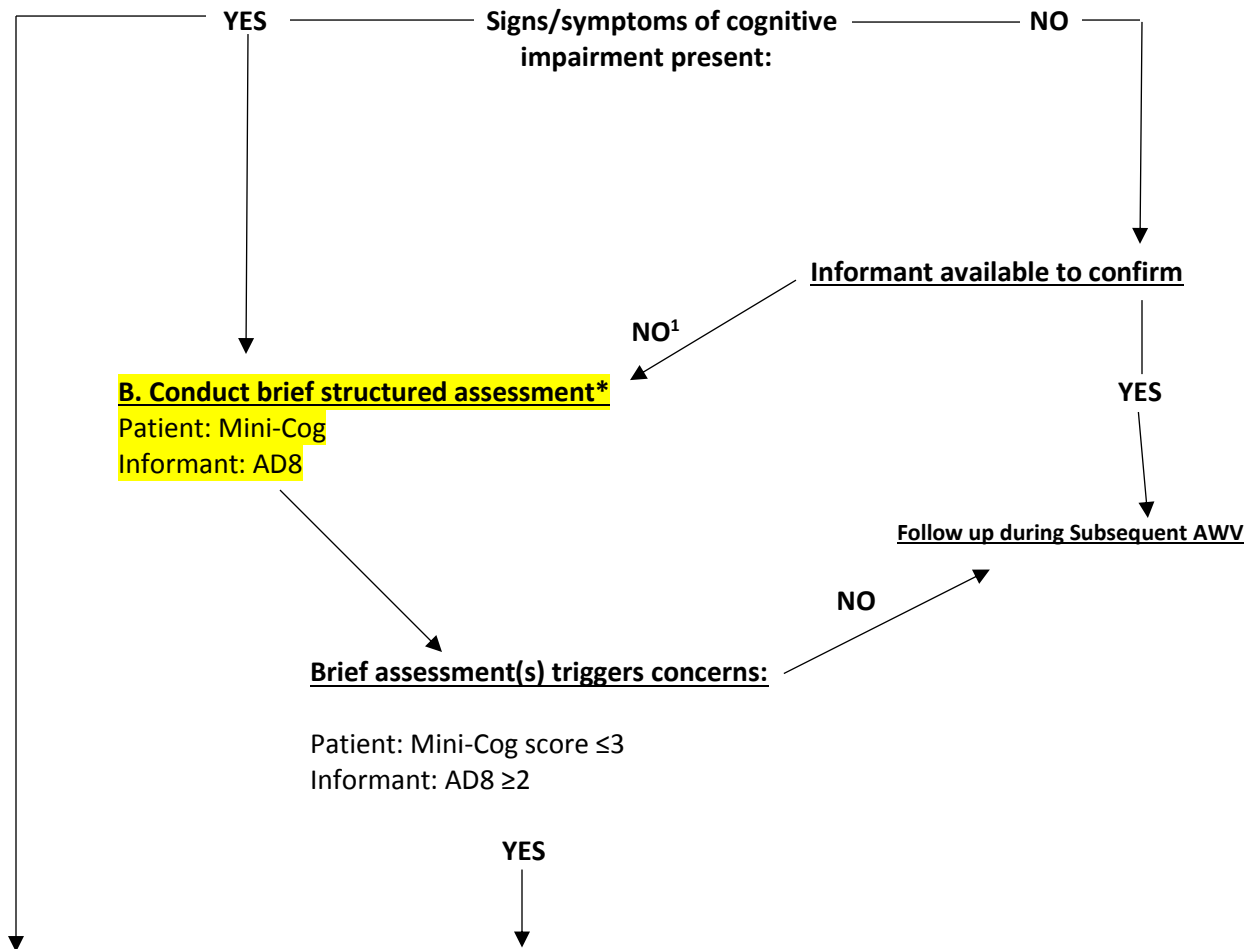 YES Signs/symptoms of cognitive NO
impairment present:
Informant available to confirm
NO¹
B. Conduct brief structured assessment*
Patient: Mini-Cog
YES
Informant: AD8
Follow up during Subsequent AWV
NO
Brief assessment(s) triggers concerns:
Patient: Mini-Cog score ≤3
Informant: AD8 ≥2
YES